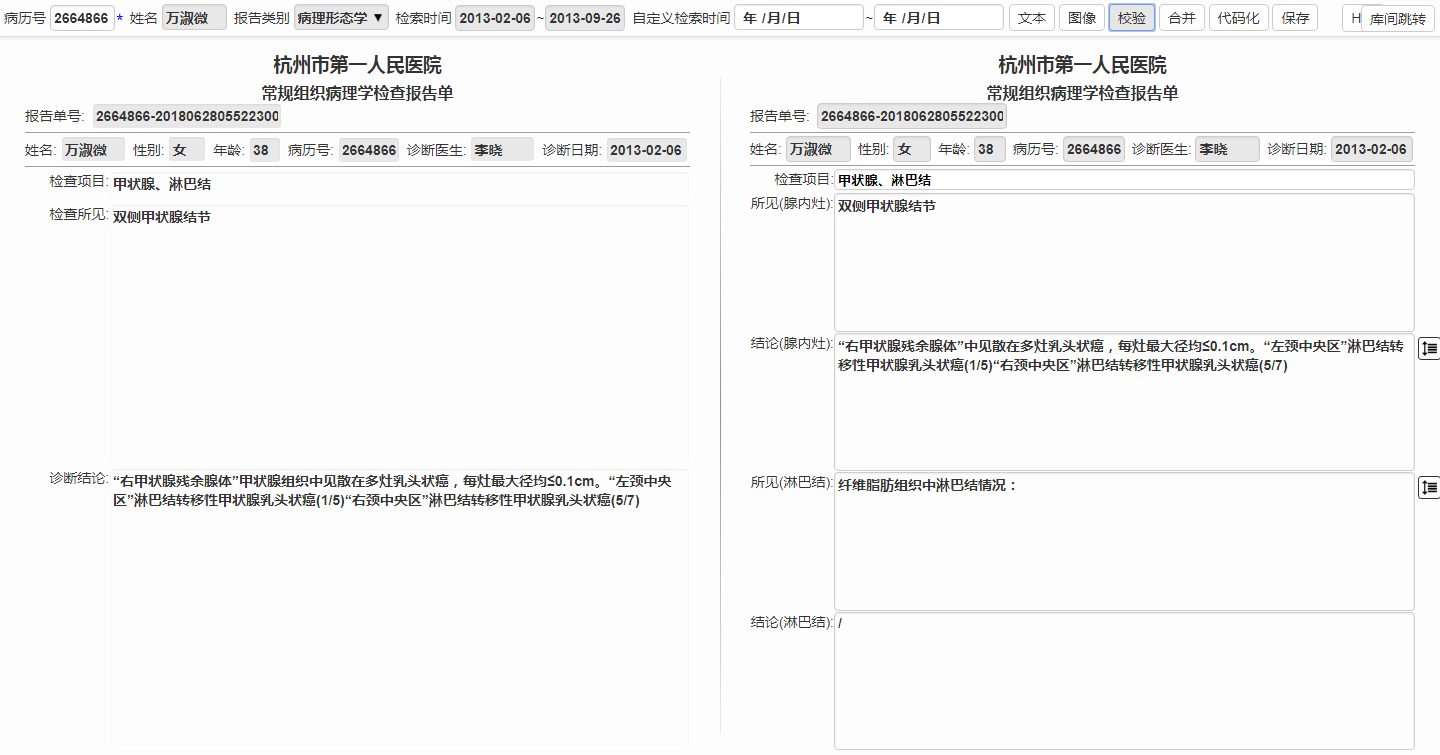 病历号 2664866 * 姓名 万淑微 报告类别 病理形态学 ▼ 检索时间 2013-02-06 ~ 2013-09-26 自定义检索时间 年 /月/日 ~ 年 /月/日 文本 图像 校验 合并 代码化 保存 H 库间跳转
杭州市第一人民医院
常规组织病理学检查报告单
报告单号: 2664866-2018062805522300
姓名: 万淑微 性别: 女 年龄: 38 病历号: 2664866 诊断医生: 李晓 诊断日期: 2013-02-06
检查项目: 甲状腺、淋巴结
检查所见: 双侧甲状腺结节
诊断结论: “右甲状腺残余腺体”甲状腺组织中见散在多灶乳头状癌，每灶最大径均≤0.1cm。“左颈中央
区”淋巴结转移性甲状腺乳头状癌(1/5)“右颈中央区”淋巴结转移性甲状腺乳头状癌(5/7)
杭州市第一人民医院
常规组织病理学检查报告单
报告单号: 2664866-2018062805522300
姓名: 万淑微 性别: 女 年龄: 38 病历号: 2664866 诊断医生: 李晓 诊断日期: 2013-02-06
检查项目: 甲状腺、淋巴结
所见(腺内灶): 双侧甲状腺结节
结论(腺内灶): “右甲状腺残余腺体”中见散在多灶乳头状癌，每灶最大径均≤0.1cm。“左颈中央区”淋巴结转
移性甲状腺乳头状癌(1/5)“右颈中央区”淋巴结转移性甲状腺乳头状癌(5/7)
所见(淋巴结): 纤维脂肪组织中淋巴结情况：
结论(淋巴结): /